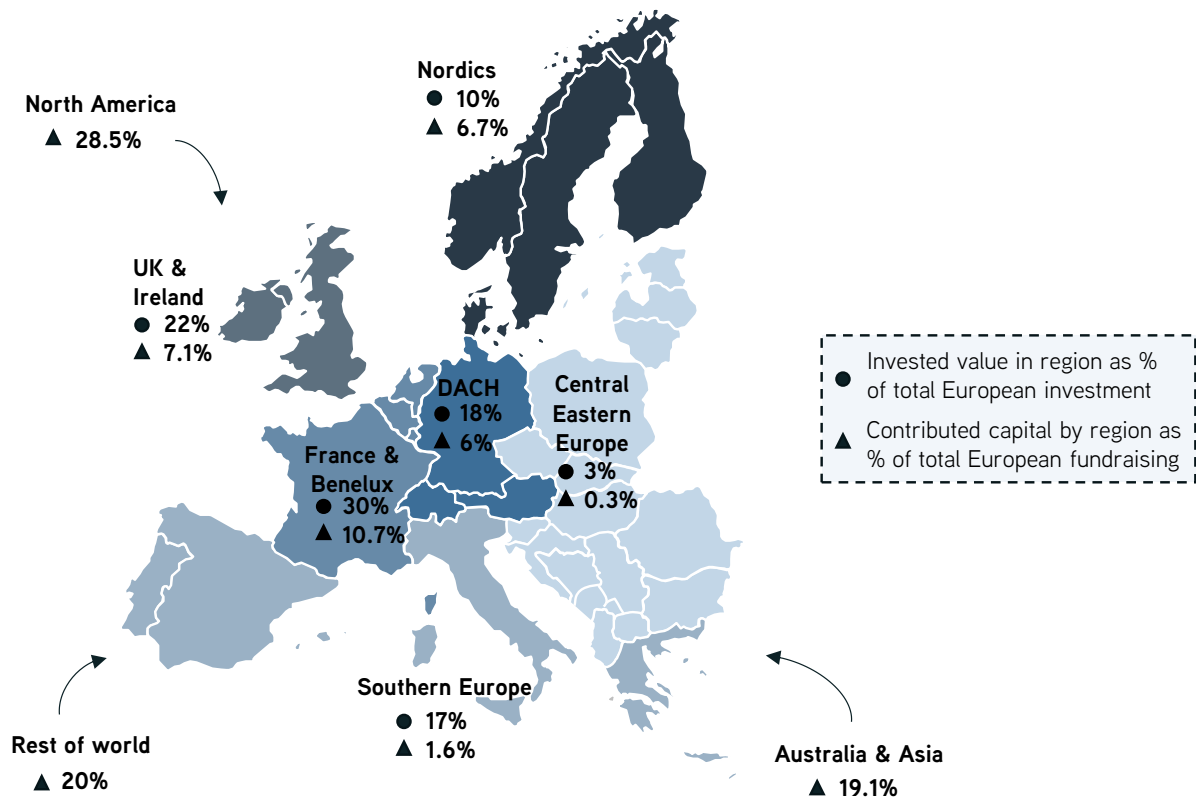 Nordics
● 10%
▲ 6.7%
North America
▲ 28.5%
UK &
Ireland
● 22%
▲ 7.1%
DACH
● 18%
▲ 6%
Central
Eastern
Europe
● 3%
▲ 0.3%
France &
Benelux
● 30%
▲ 10.7%
● Invested value in region as %
of total European investment
▲ Contributed capital by region as
% of total European fundraising
Southern Europe
● 17%
▲ 1.6%
Rest of world
▲ 20%
Australia & Asia
▲ 19.1%